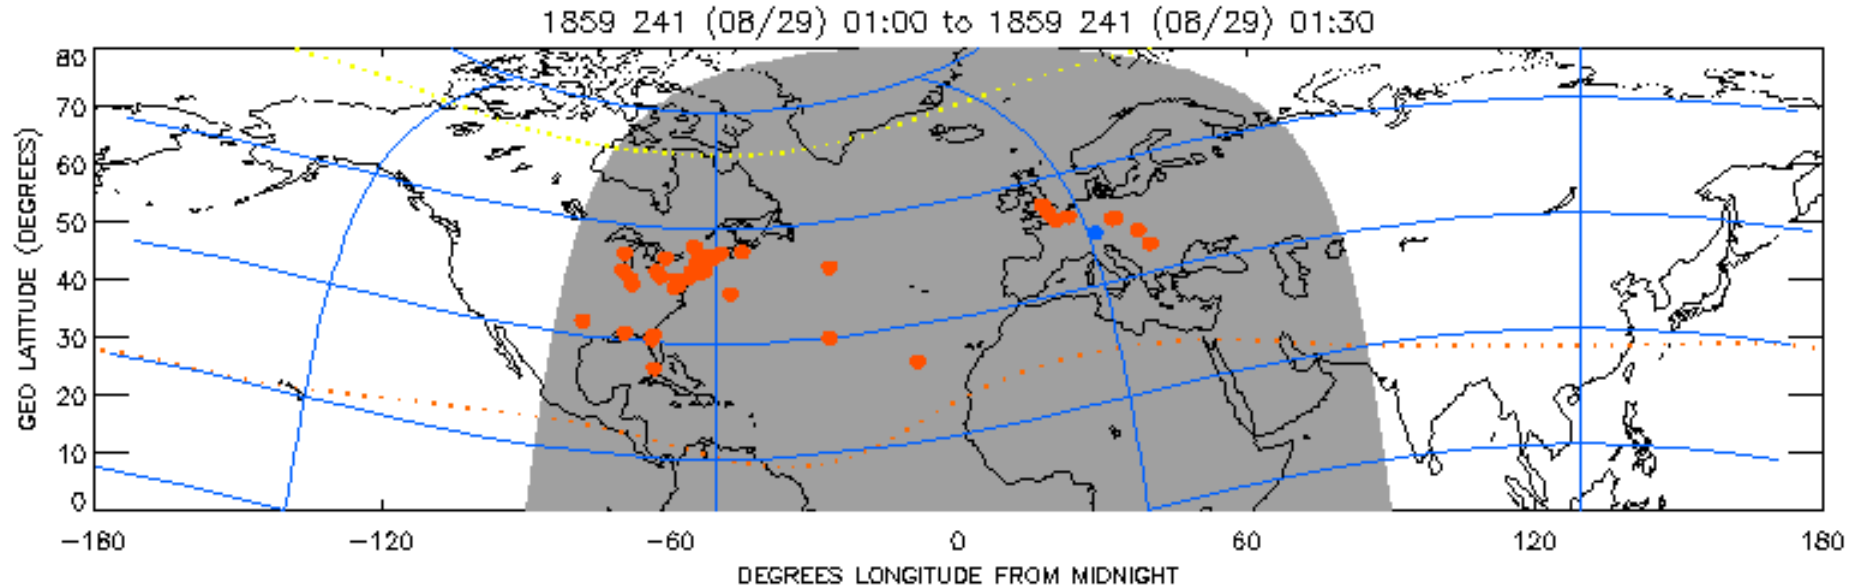 1859 241 (08/29) 01:00 to 1859 241 (08/29) 01:30
80
70
60
50
40
30
20
10
0
GEO LATITUDE (DEGREES)
−180 −120 −60 0 60 120 180
DEGREES LONGITUDE FROM MIDNIGHT